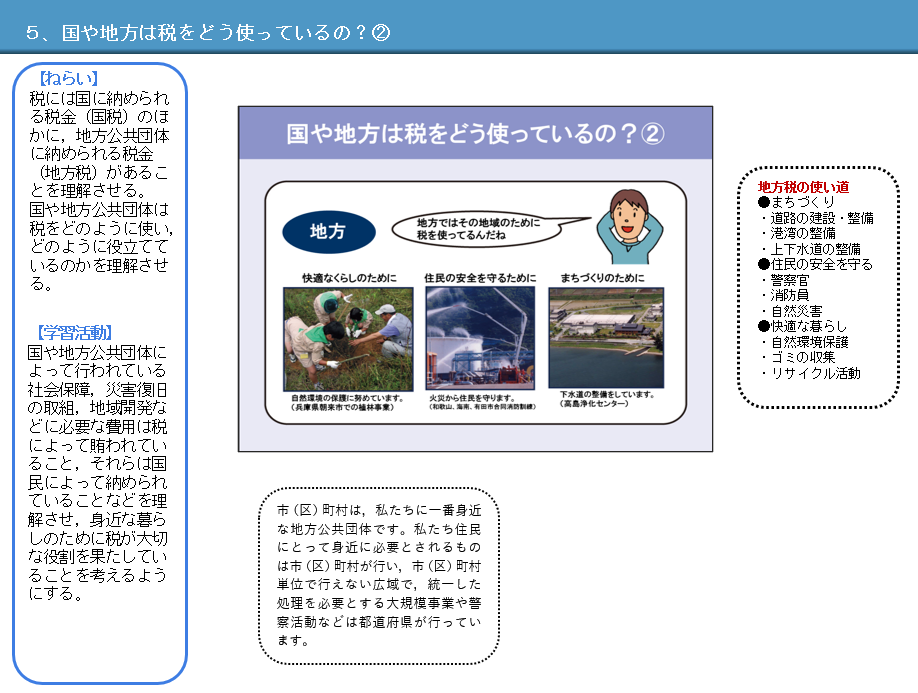 ５、国や地方は税をどう使っているの？②
【ねらい】
税には国に納められ
る税金（国税）のほ
かに，地方公共団体
に納められる税金
（地方税）があるこ
とを理解させる。
国や地方公共団体は
税をどのように使い，
どのように役立てて
いるのかを理解させ
る。
【学習活動】
国や地方公共団体に
よって行われている
社会保障，災害復旧
の取組，地域開発な
どに必要な費用は税
によって賄われてい
ること，それらは国
民によって納められ
ていることなどを理
解させ，身近な暮ら
しのために税が大切
な役割を果たしてい
ることを考えるよう
にする。
国や地方は税をどう使っているの？②
地方
地方ではその地域のために
税を使ってるんだね
快適なくらしのために
住民の安全を守るために
まちづくりのために
自然環境の保護に努めています。
（兵庫県朝来市での植林事業）
火災から住民を守ります。
（和歌山、海南、有田市合同消防訓練）
下水道の整備をしています。
（高島浄化センター）
地方税の使い道
●まちづくり
・道路の建設・整備
・港湾の整備
・上下水道の整備
●住民の安全を守る
・警察官
・消防員
・自然災害
●快適な暮らし
・自然環境保護
・ゴミの収集
・リサイクル活動
市（区）町村は，私たちに一番身近
な地方公共団体です。私たち住民
にとって身近に必要とされるもの
は市（区）町村が行い，市（区）町村
単位で行えない広域で，統一した
処理を必要とする大規模事業や警
察活動などは都道府県が行ってい
ます。